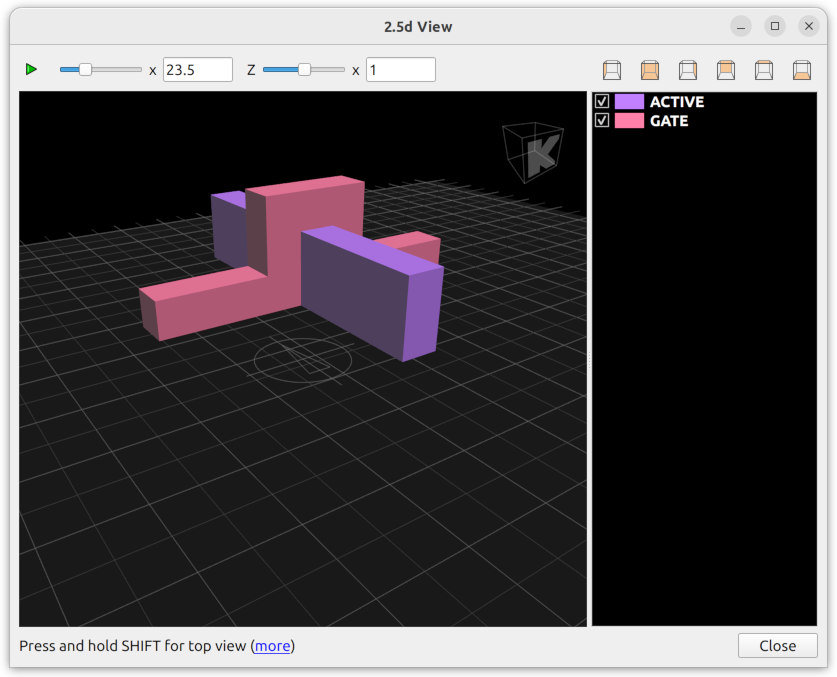 2.5d View
x 23.5 Z x 1
ACTIVE
GATE
K
Press and hold SHIFT for top view (more)
Close